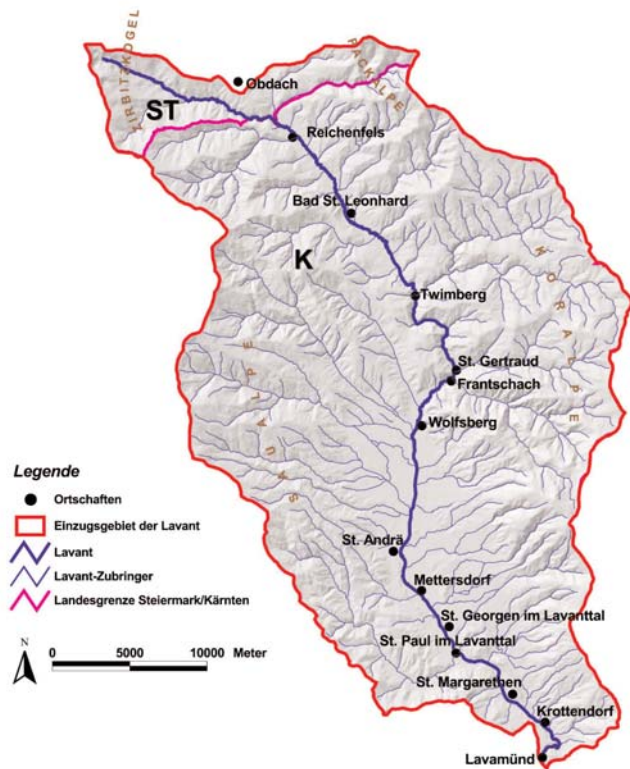 ZIRBITZKOGEL
PACKALPE
Obdach
ST
Reichenfels
Bad St. Leonhard
K
KORALPE
Twimberg
St. Gertraud
Frantschach
SAUALPE
Wolfsberg
Legende
Ortschaften
Einzugsgebiet der Lavant
Lavant
Lavant-Zubringer
Landesgrenze Steiermark/Kärnten
St. Andrä
Mettersdorf
St. Georgen im Lavanttal
St. Paul im Lavanttal
N
0 5000 10000 Meter
St. Margarethen
Krottendorf
Lavamünd